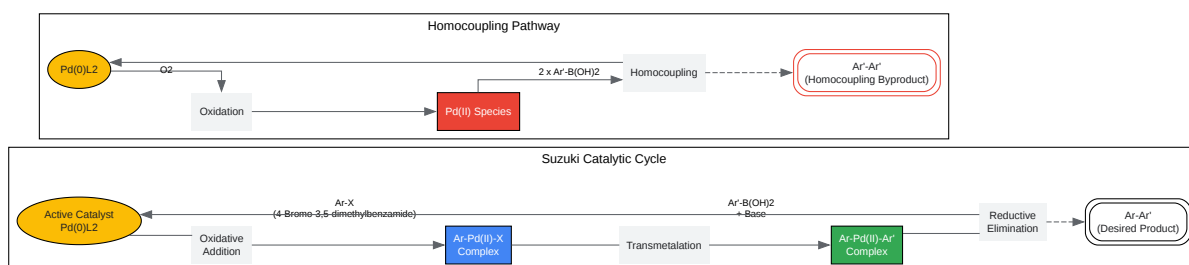 Homocoupling Pathway
Pd(0)L2
O2
Oxidation
Pd(II) Species
2 x Ar'-B(OH)2
Homocoupling
Ar'-Ar'
(Homocoupling Byproduct)
Suzuki Catalytic Cycle
Active Catalyst
Pd(0)L2
Ar-X
(4-Bromo-3,5-dimethylbenzamide)
Oxidative
Addition
Ar-Pd(II)-X
Complex
Transmetalation
Ar'-B(OH)2
+ Base
Ar-Pd(II)-Ar'
Complex
Reductive
Elimination
Ar-Ar'
(Desired Product)